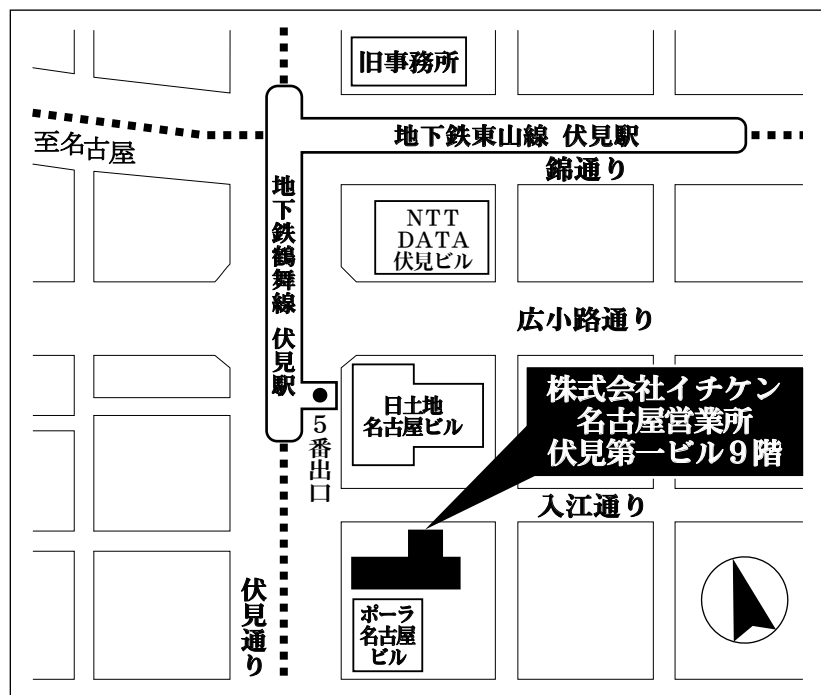 旧事務所
地下鉄東山線 伏見駅
至名古屋
錦通り
地下鉄鶴舞線 伏見駅
NTT
DATA
伏見ビル
広小路通り
株式会社イチケン
名古屋営業所
伏見第一ビル９階
日土地
名古屋ビル
５番出口
入江通り
伏見通り
ポーラ
名古屋
ビル